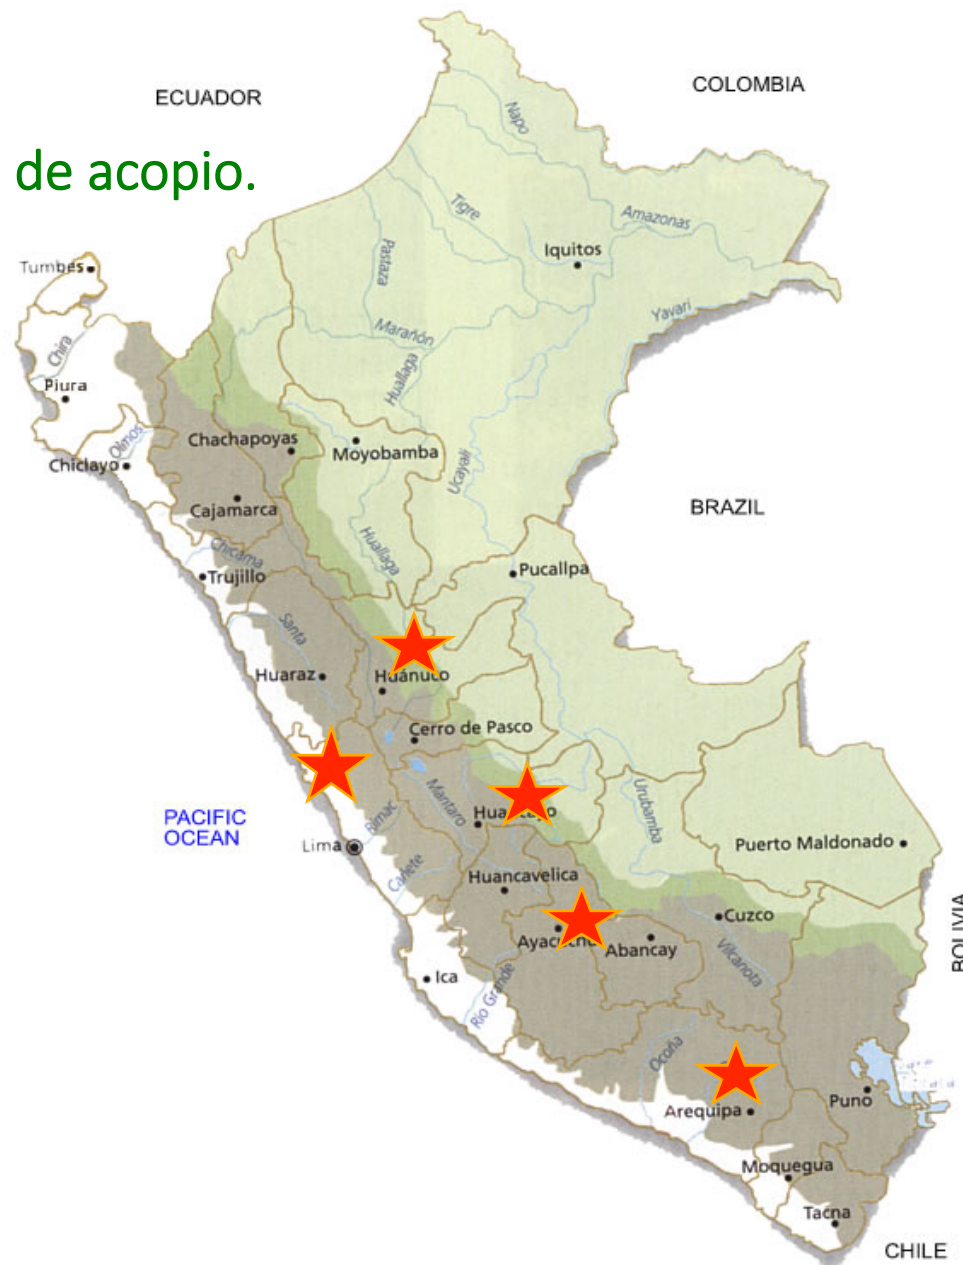 COLOMBIA
ECUADOR
Napo
de acopio.
Tigre
Amazonas
Pastaza
Iquitos
Tumbes
Yavari
Marañón
Chira
Huallaga
Piura
Olmos
Chachapoyas
Moyobamba
Chiclayo
Ucayali
Cajamarca
BRAZIL
Huallaga
Chicama
Trujillo
Pucallpa
Santa
Huaraz
Huánuco
Cerro de Pasco
Mantaro
Urubamba
PACIFIC
OCEAN
Rimac
Lima
Puerto Maldonado
Cañete
Huancavelica
Cuzco
BOLIVIA
Abancay
Vilcanota
Ica
Rio Grande
Ocoña
Puno
Arequipa
Moquegua
Tacna
CHILE